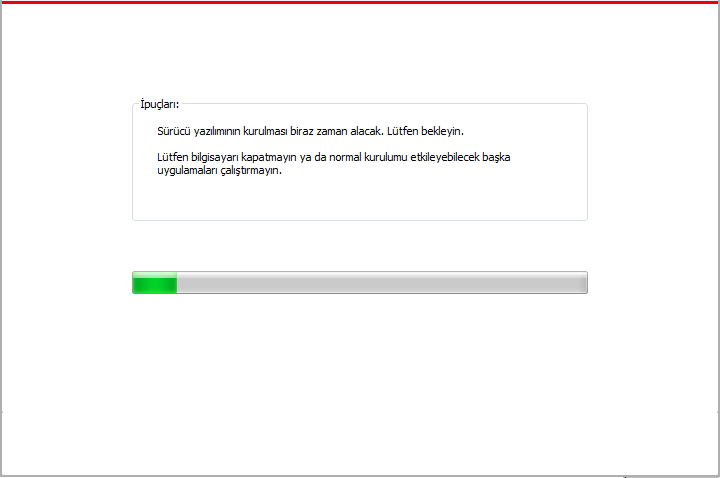 İpuçları:
Sürücü yazılımının kurulması biraz zaman alacak. Lütfen bekleyin.
Lütfen bilgisayarı kapatmayın ya da normal kurulumu etkileyebilecek başka
uygulamaları çalıştırmayın.